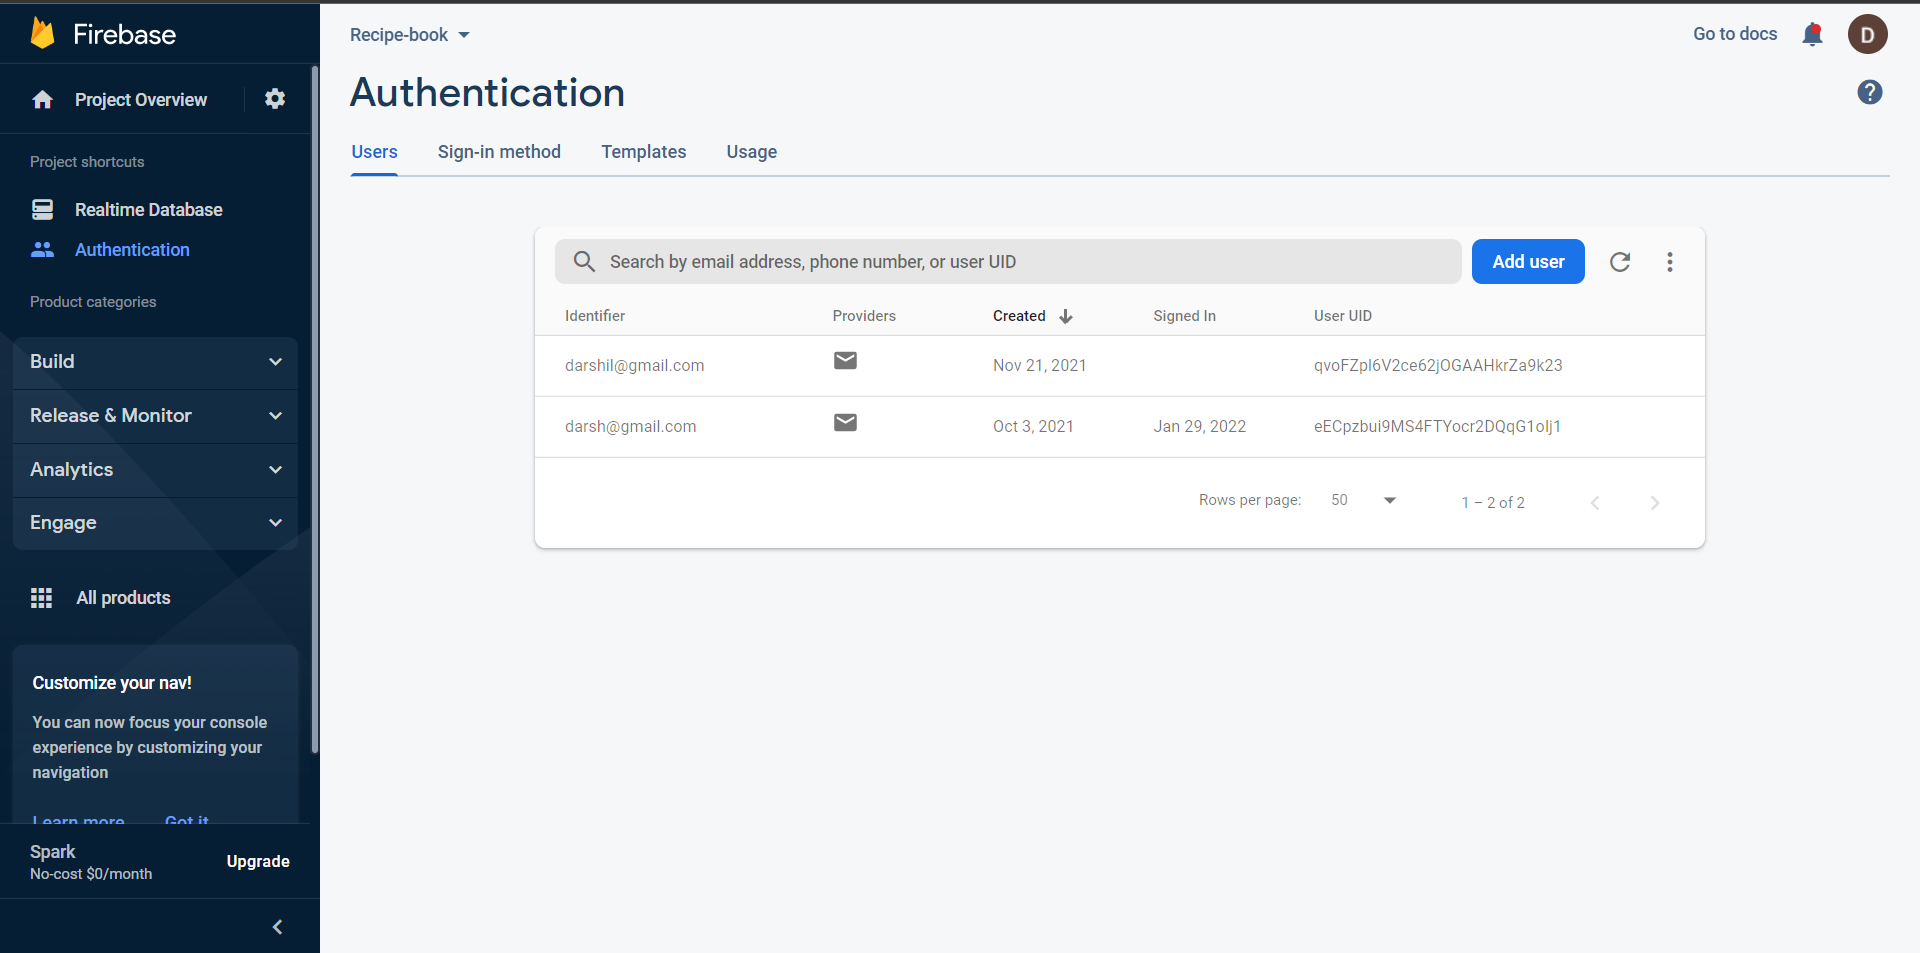 Firebase
Project Overview
Project shortcuts
Realtime Database
Authentication
Product categories
Build
Release & Monitor
Analytics
Engage
All products
Customize your nav!
You can now focus your console
experience by customizing your
navigation
Learn more Got it
Spark
No-cost $0/month
Upgrade
Recipe-book
Go to docs
D
Authentication
?
Users Sign-in method Templates Usage
Search by email address, phone number, or user UID
Add user
Identifier Providers Created Signed In User UID
darshil@gmail.com Nov 21, 2021 qvoFZpI6V2ce62jOGAAHkrZa9k23
darsh@gmail.com Oct 3, 2021 Jan 29, 2022 eECpzbui9MS4FTYocr2DQqG1oIj1
Rows per page: 50 1 – 2 of 2